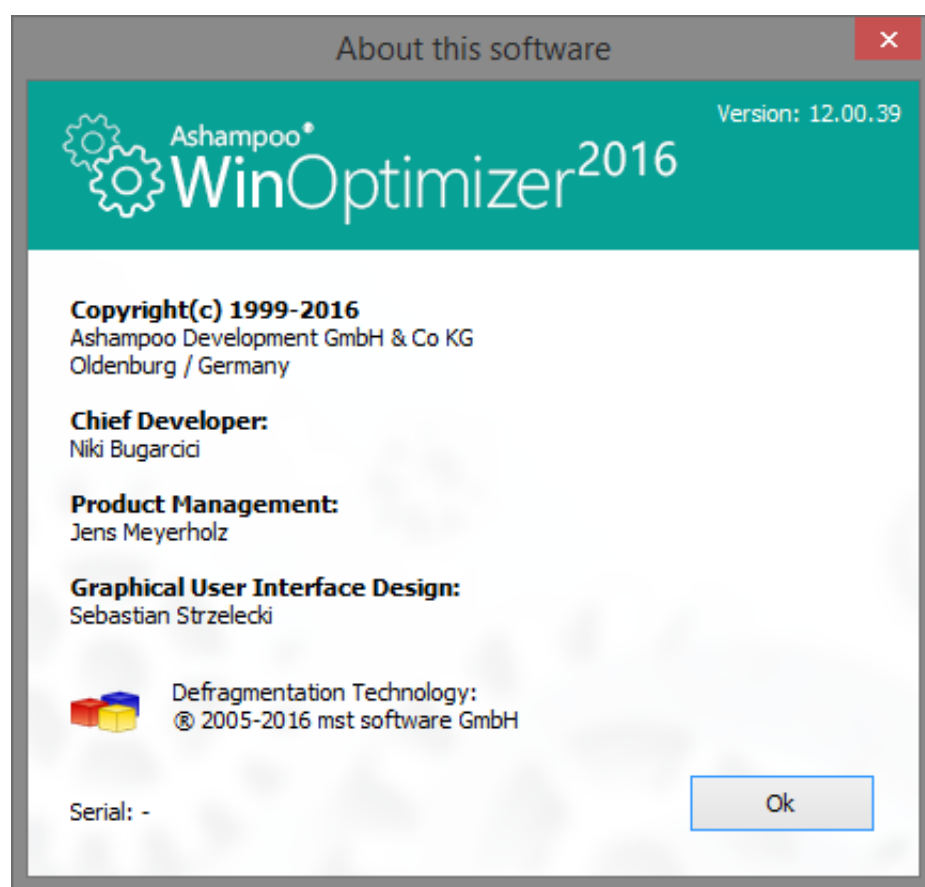 About this software
Version: 12.00.39
Ashampoo®
WinOptimizer 2016
Copyright(c) 1999-2016
Ashampoo Development GmbH & Co KG
Oldenburg / Germany
Chief Developer:
Niki Bugarcici
Product Management:
Jens Meyerholz
Graphical User Interface Design:
Sebastian Strzelecki
Defragmentation Technology:
® 2005-2016 mst software GmbH
Serial: -
Ok